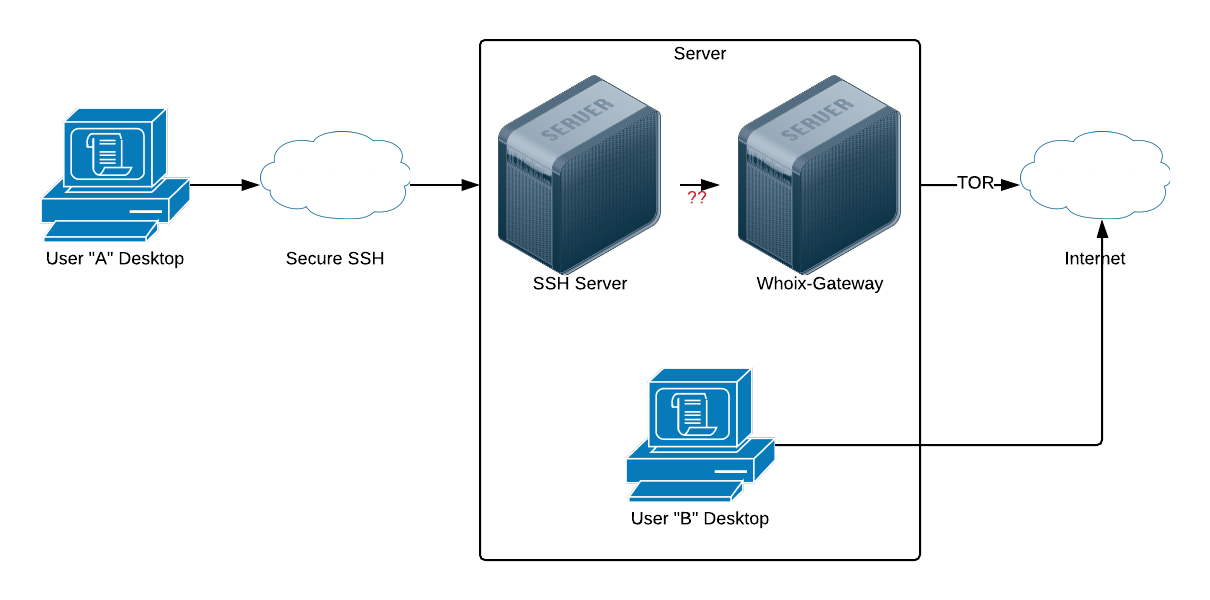 Server
SERVER
SERVER
??
TOR
User "A" Desktop
Secure SSH
Internet
SSH Server
Whoix-Gateway
User "B" Desktop